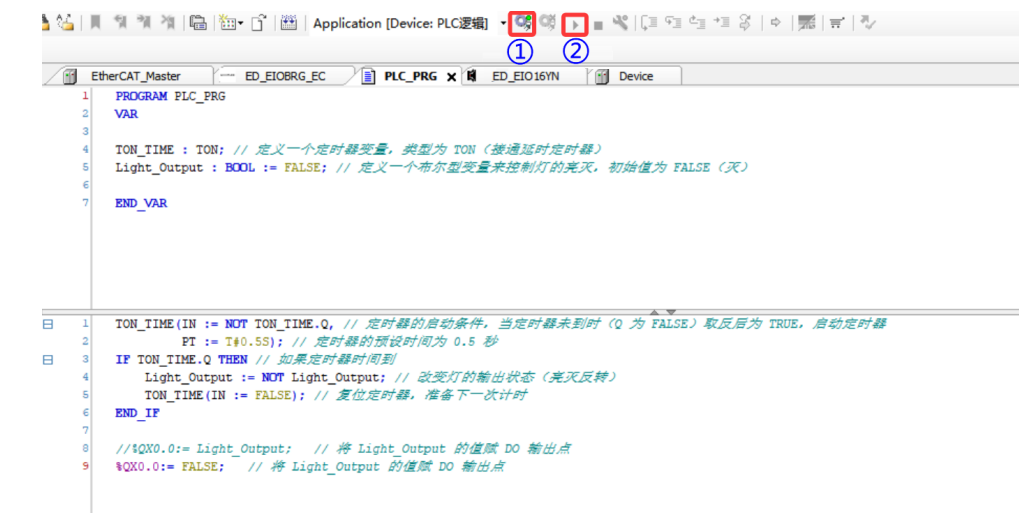 Application [Device: PLC逻辑]
① ②
EtherCAT_Master ED_EIOBRG_EC PLC_PRG ED_EIO16YN Device
1 PROGRAM PLC_PRG
2 VAR
3
4 TON_TIME : TON; // 定义一个定时器变量，类型为 TON（接通延时定时器）
5 Light_Output : BOOL := FALSE; // 定义一个布尔型变量来控制灯的亮灭，初始值为 FALSE（灭）
6
7 END_VAR
1 TON_TIME(IN := NOT TON_TIME.Q, // 定时器的启动条件，当定时器未到时（Q 为 FALSE）取反后为 TRUE，启动定时器
2 PT := T#0.5S); // 定时器的预设时间为 0.5 秒
3 IF TON_TIME.Q THEN // 如果定时器时间到
4 Light_Output := NOT Light_Output; // 改变灯的输出状态（亮灭反转）
5 TON_TIME(IN := FALSE); // 复位定时器，准备下一次计时
6 END_IF
7
8 //%QX0.0:= Light_Output; // 将 Light_Output 的值赋 DO 输出点
9 %QX0.0:= FALSE; // 将 Light_Output 的值赋 DO 输出点